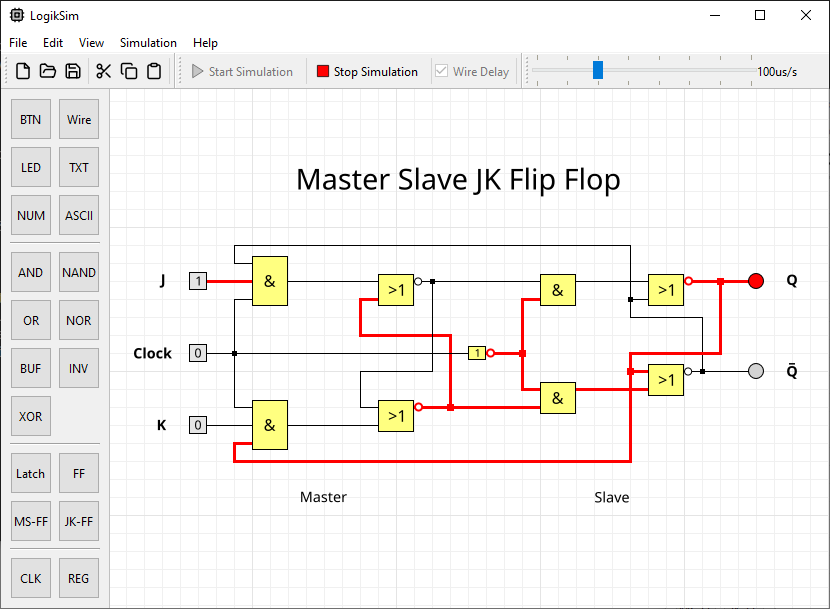 LogikSim
File Edit View Simulation Help
Start Simulation Stop Simulation Wire Delay 100us/s
BTN Wire
LED TXT
NUM ASCII
AND NAND
OR NOR
BUF INV
XOR
Latch FF
MS-FF JK-FF
CLK REG
Master Slave JK Flip Flop
J 1 & >1 & >1 Q
Clock 0 1
K 0 & >1 & >1 Q̄
Master Slave